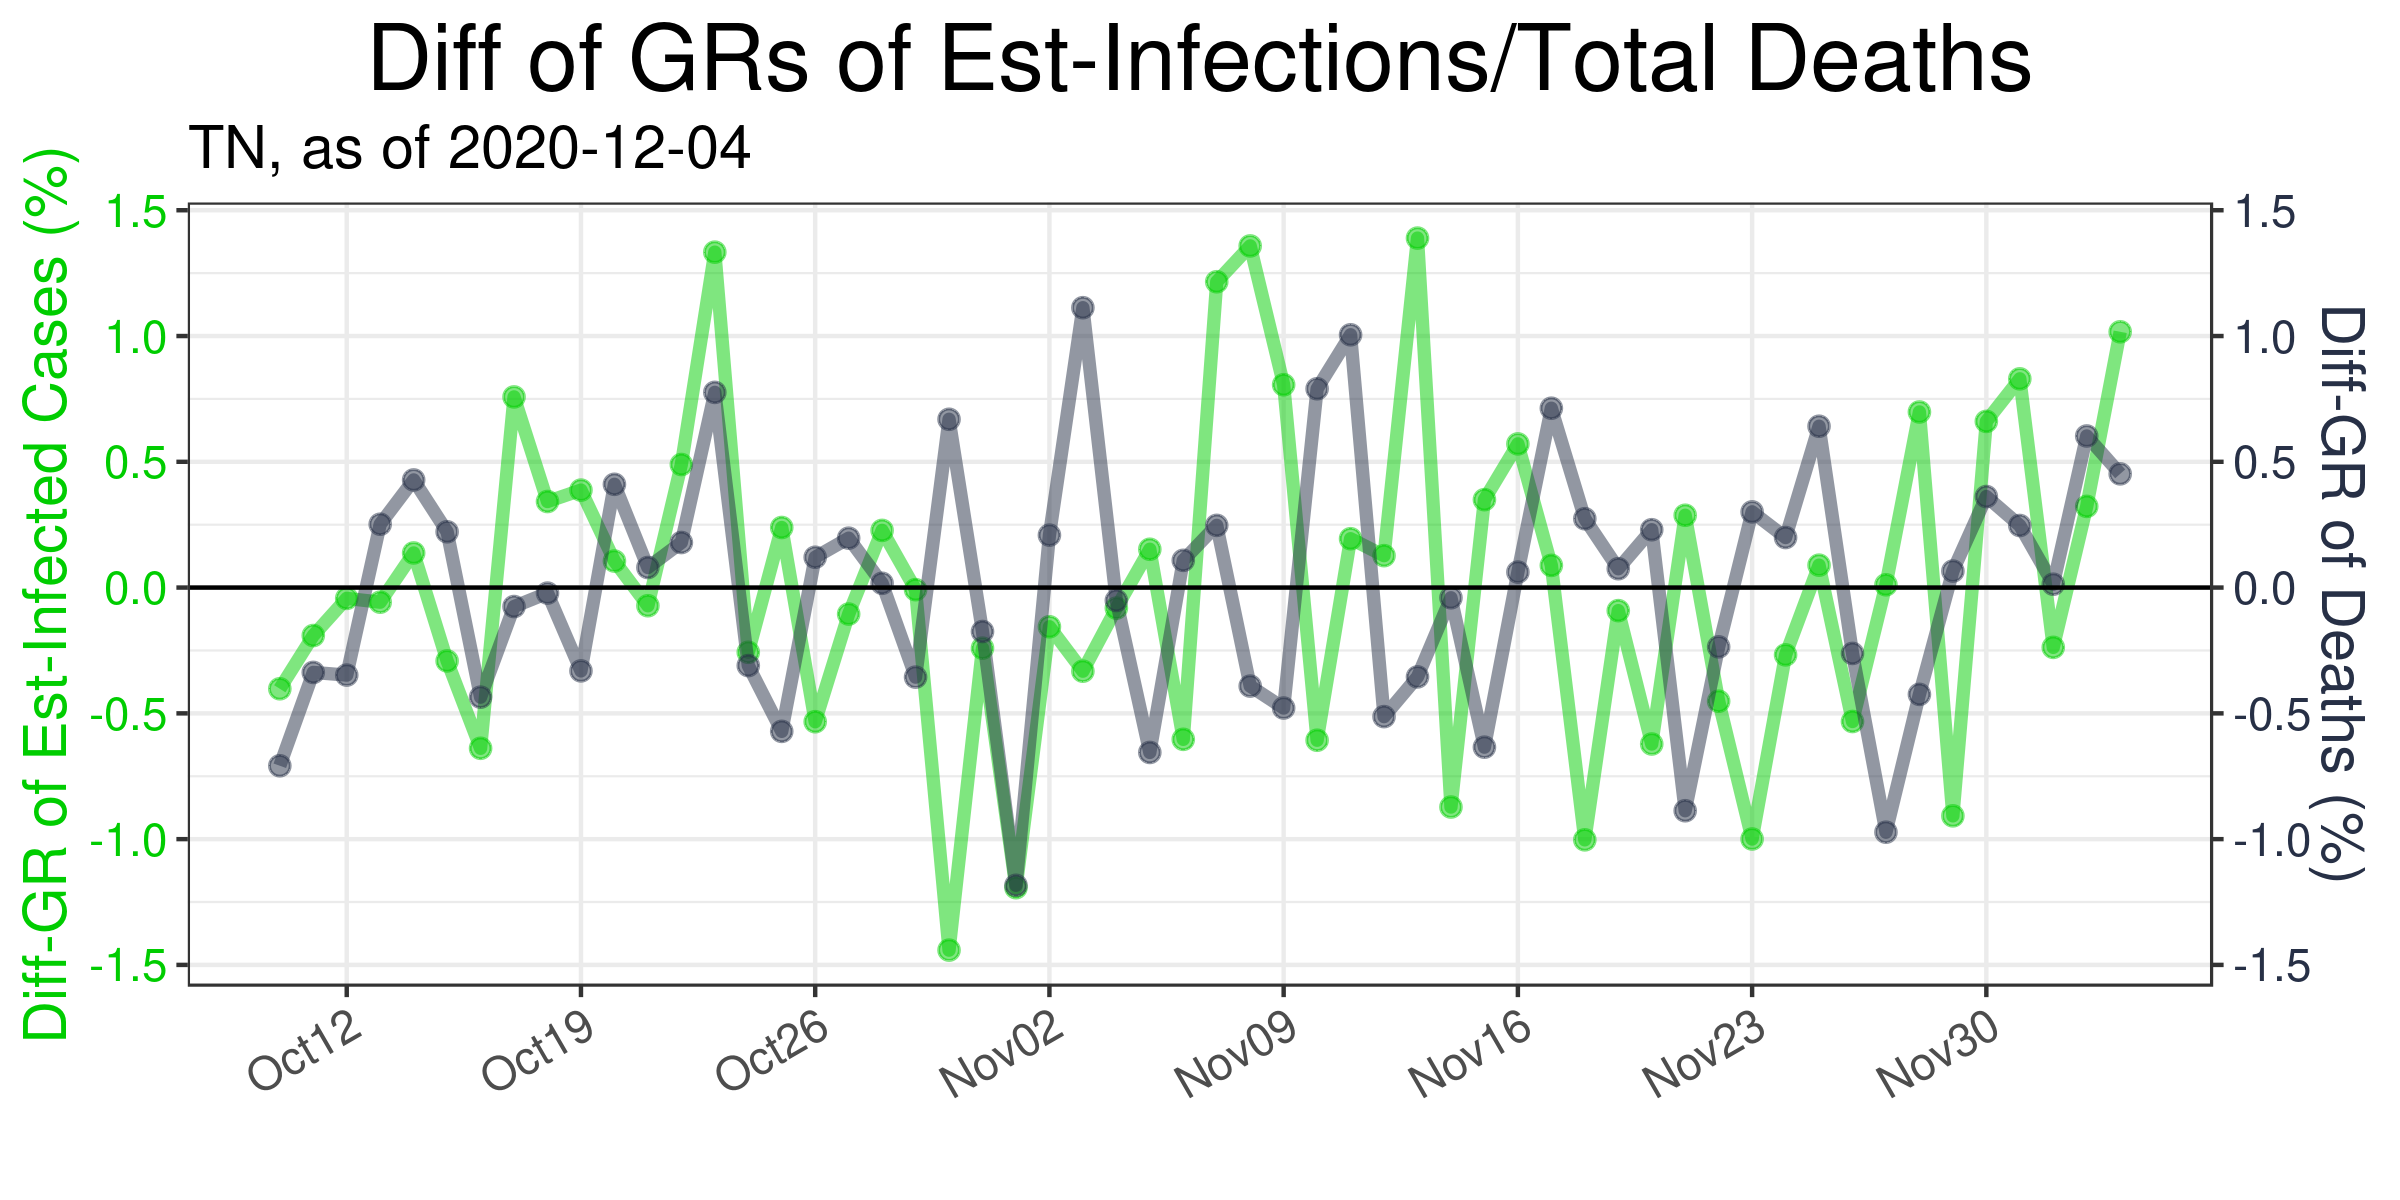 Diff of GRs of Est-Infections/Total Deaths
TN, as of 2020-12-04
Diff-GR of Est-Infected Cases (%)
1.5
1.0
0.5
0.0
-0.5
-1.0
-1.5
1.5
1.0
0.5
0.0
-0.5
-1.0
-1.5
Diff-GR of Deaths (%)
Oct12
Oct19
Oct26
Nov02
Nov09
Nov16
Nov23
Nov30